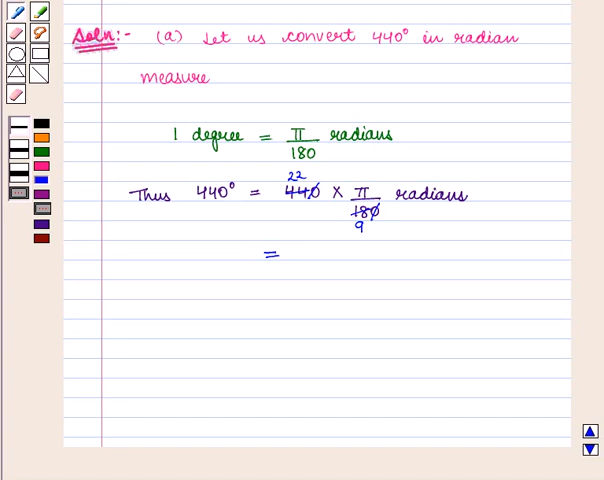 Soln:- (a) Let us convert 440° in radian
measure
1 degree = π/180 radians
22
Thus 440° = 440 × π/180 radians
9
=